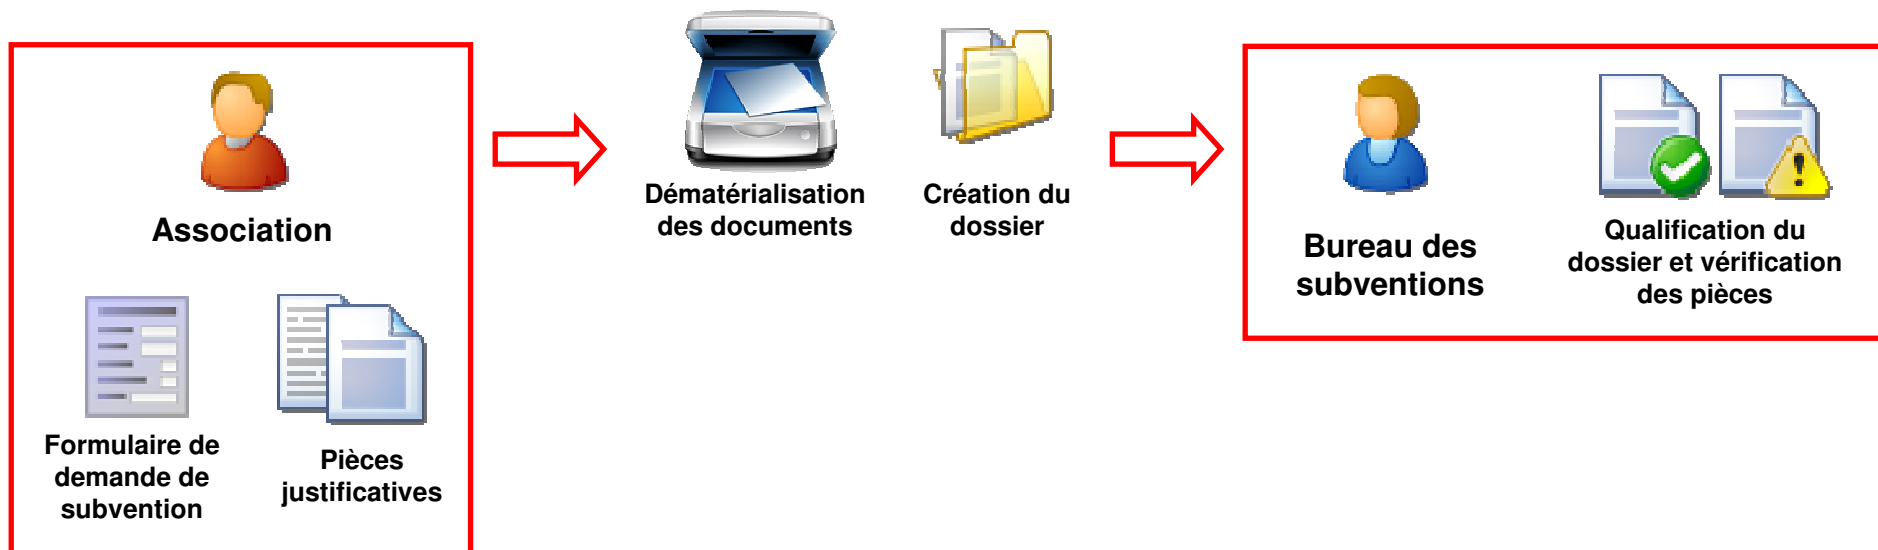 Association
Formulaire de
demande de
subvention
Pièces
justificatives
Dématérialisation
des documents
Création du
dossier
Bureau des
subventions
Qualification du
dossier et vérification
des pièces